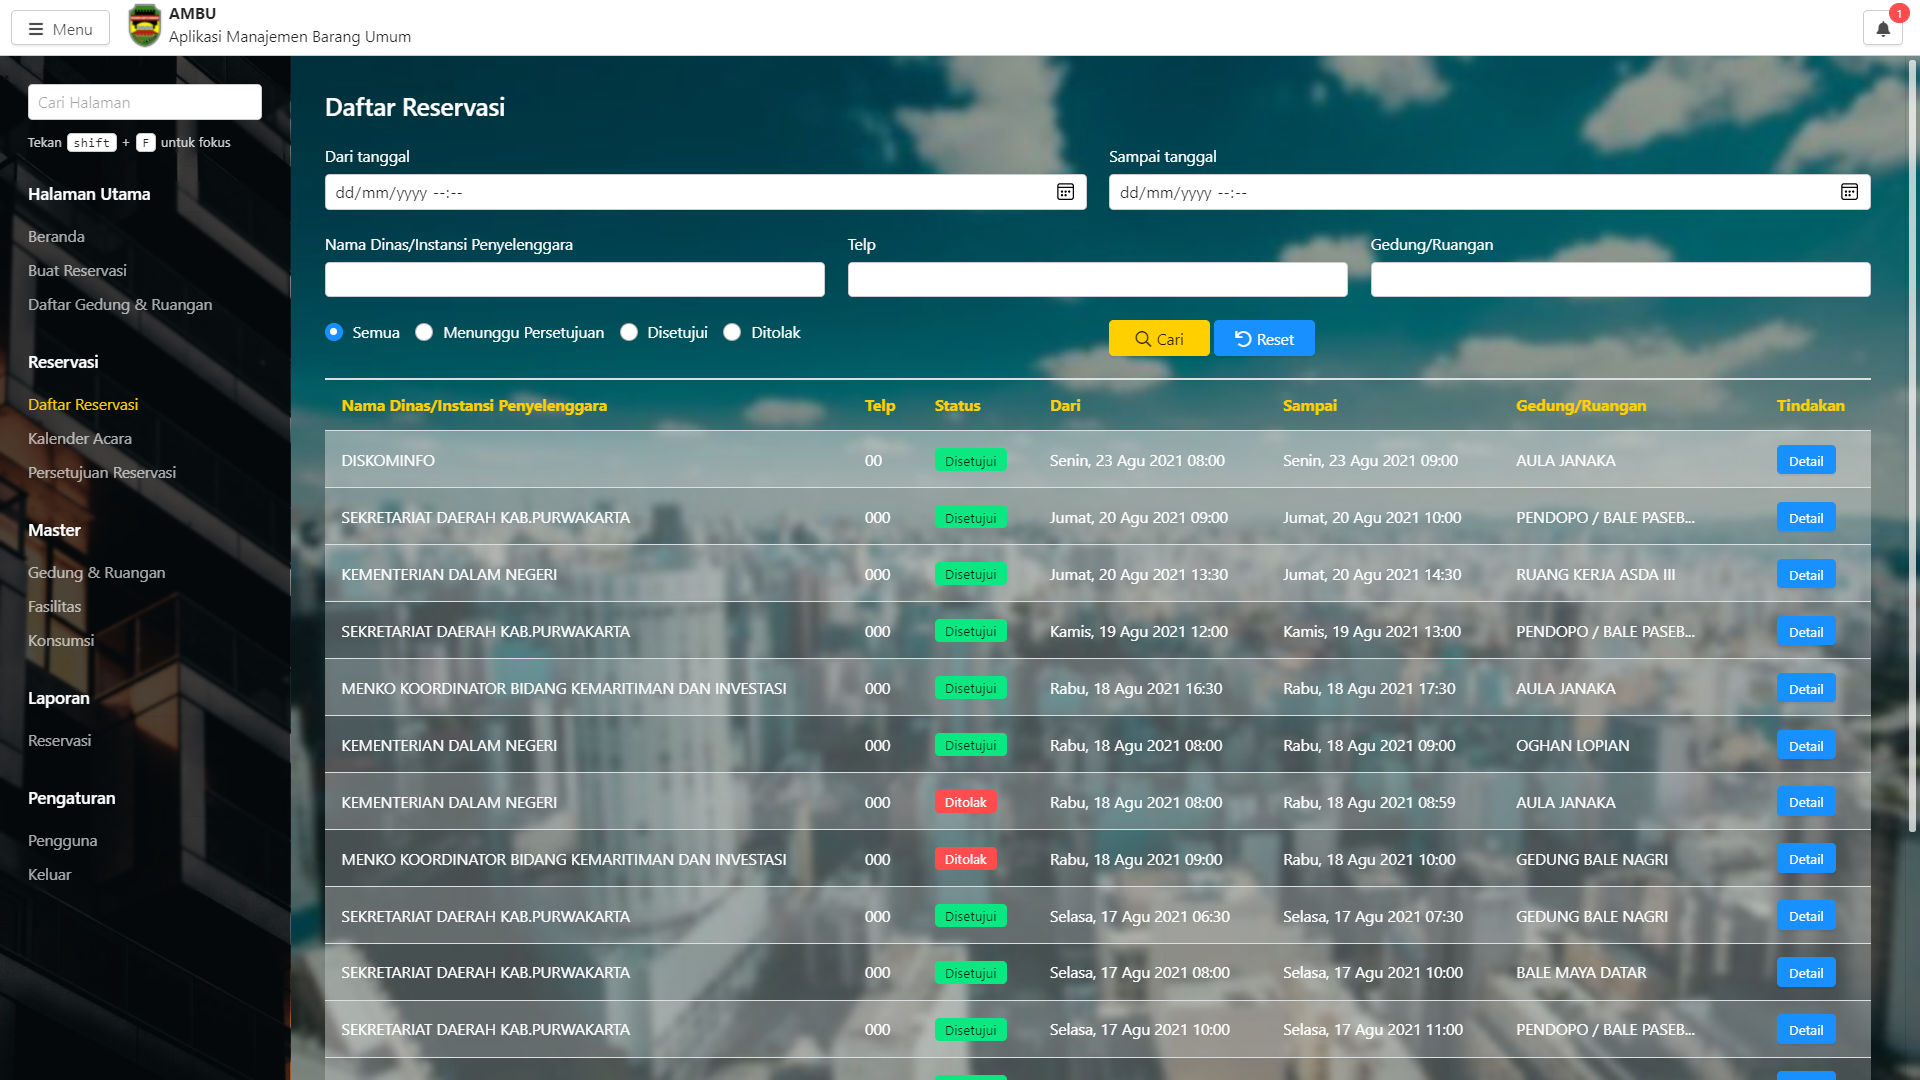 Menu
AMBU
Aplikasi Manajemen Barang Umum
1
Cari Halaman
Tekan shift + F untuk fokus
Halaman Utama
Beranda
Buat Reservasi
Daftar Gedung & Ruangan
Reservasi
Daftar Reservasi
Kalender Acara
Persetujuan Reservasi
Master
Gedung & Ruangan
Fasilitas
Konsumsi
Laporan
Reservasi
Pengaturan
Pengguna
Keluar
Daftar Reservasi
Dari tanggal Sampai tanggal
dd/mm/yyyy --:-- dd/mm/yyyy --:--
Nama Dinas/Instansi Penyelenggara Telp Gedung/Ruangan
Semua Menunggu Persetujuan Disetujui Ditolak Cari Reset
Nama Dinas/Instansi Penyelenggara Telp Status Dari Sampai Gedung/Ruangan Tindakan
DISKOMINFO 00 Disetujui Senin, 23 Agu 2021 08:00 Senin, 23 Agu 2021 09:00 AULA JANAKA Detail
SEKRETARIAT DAERAH KAB.PURWAKARTA 000 Disetujui Jumat, 20 Agu 2021 09:00 Jumat, 20 Agu 2021 10:00 PENDOPO / BALE PASEB... Detail
KEMENTERIAN DALAM NEGERI 000 Disetujui Jumat, 20 Agu 2021 13:30 Jumat, 20 Agu 2021 14:30 RUANG KERJA ASDA III Detail
SEKRETARIAT DAERAH KAB.PURWAKARTA 000 Disetujui Kamis, 19 Agu 2021 12:00 Kamis, 19 Agu 2021 13:00 PENDOPO / BALE PASEB... Detail
MENKO KOORDINATOR BIDANG KEMARITIMAN DAN INVESTASI 000 Disetujui Rabu, 18 Agu 2021 16:30 Rabu, 18 Agu 2021 17:30 AULA JANAKA Detail
KEMENTERIAN DALAM NEGERI 000 Disetujui Rabu, 18 Agu 2021 08:00 Rabu, 18 Agu 2021 09:00 OGHAN LOPIAN Detail
KEMENTERIAN DALAM NEGERI 000 Ditolak Rabu, 18 Agu 2021 08:00 Rabu, 18 Agu 2021 08:59 AULA JANAKA Detail
MENKO KOORDINATOR BIDANG KEMARITIMAN DAN INVESTASI 000 Ditolak Rabu, 18 Agu 2021 09:00 Rabu, 18 Agu 2021 10:00 GEDUNG BALE NAGRI Detail
SEKRETARIAT DAERAH KAB.PURWAKARTA 000 Disetujui Selasa, 17 Agu 2021 06:30 Selasa, 17 Agu 2021 07:30 GEDUNG BALE NAGRI Detail
SEKRETARIAT DAERAH KAB.PURWAKARTA 000 Disetujui Selasa, 17 Agu 2021 08:00 Selasa, 17 Agu 2021 10:00 BALE MAYA DATAR Detail
SEKRETARIAT DAERAH KAB.PURWAKARTA 000 Disetujui Selasa, 17 Agu 2021 10:00 Selasa, 17 Agu 2021 11:00 PENDOPO / BALE PASEB... Detail